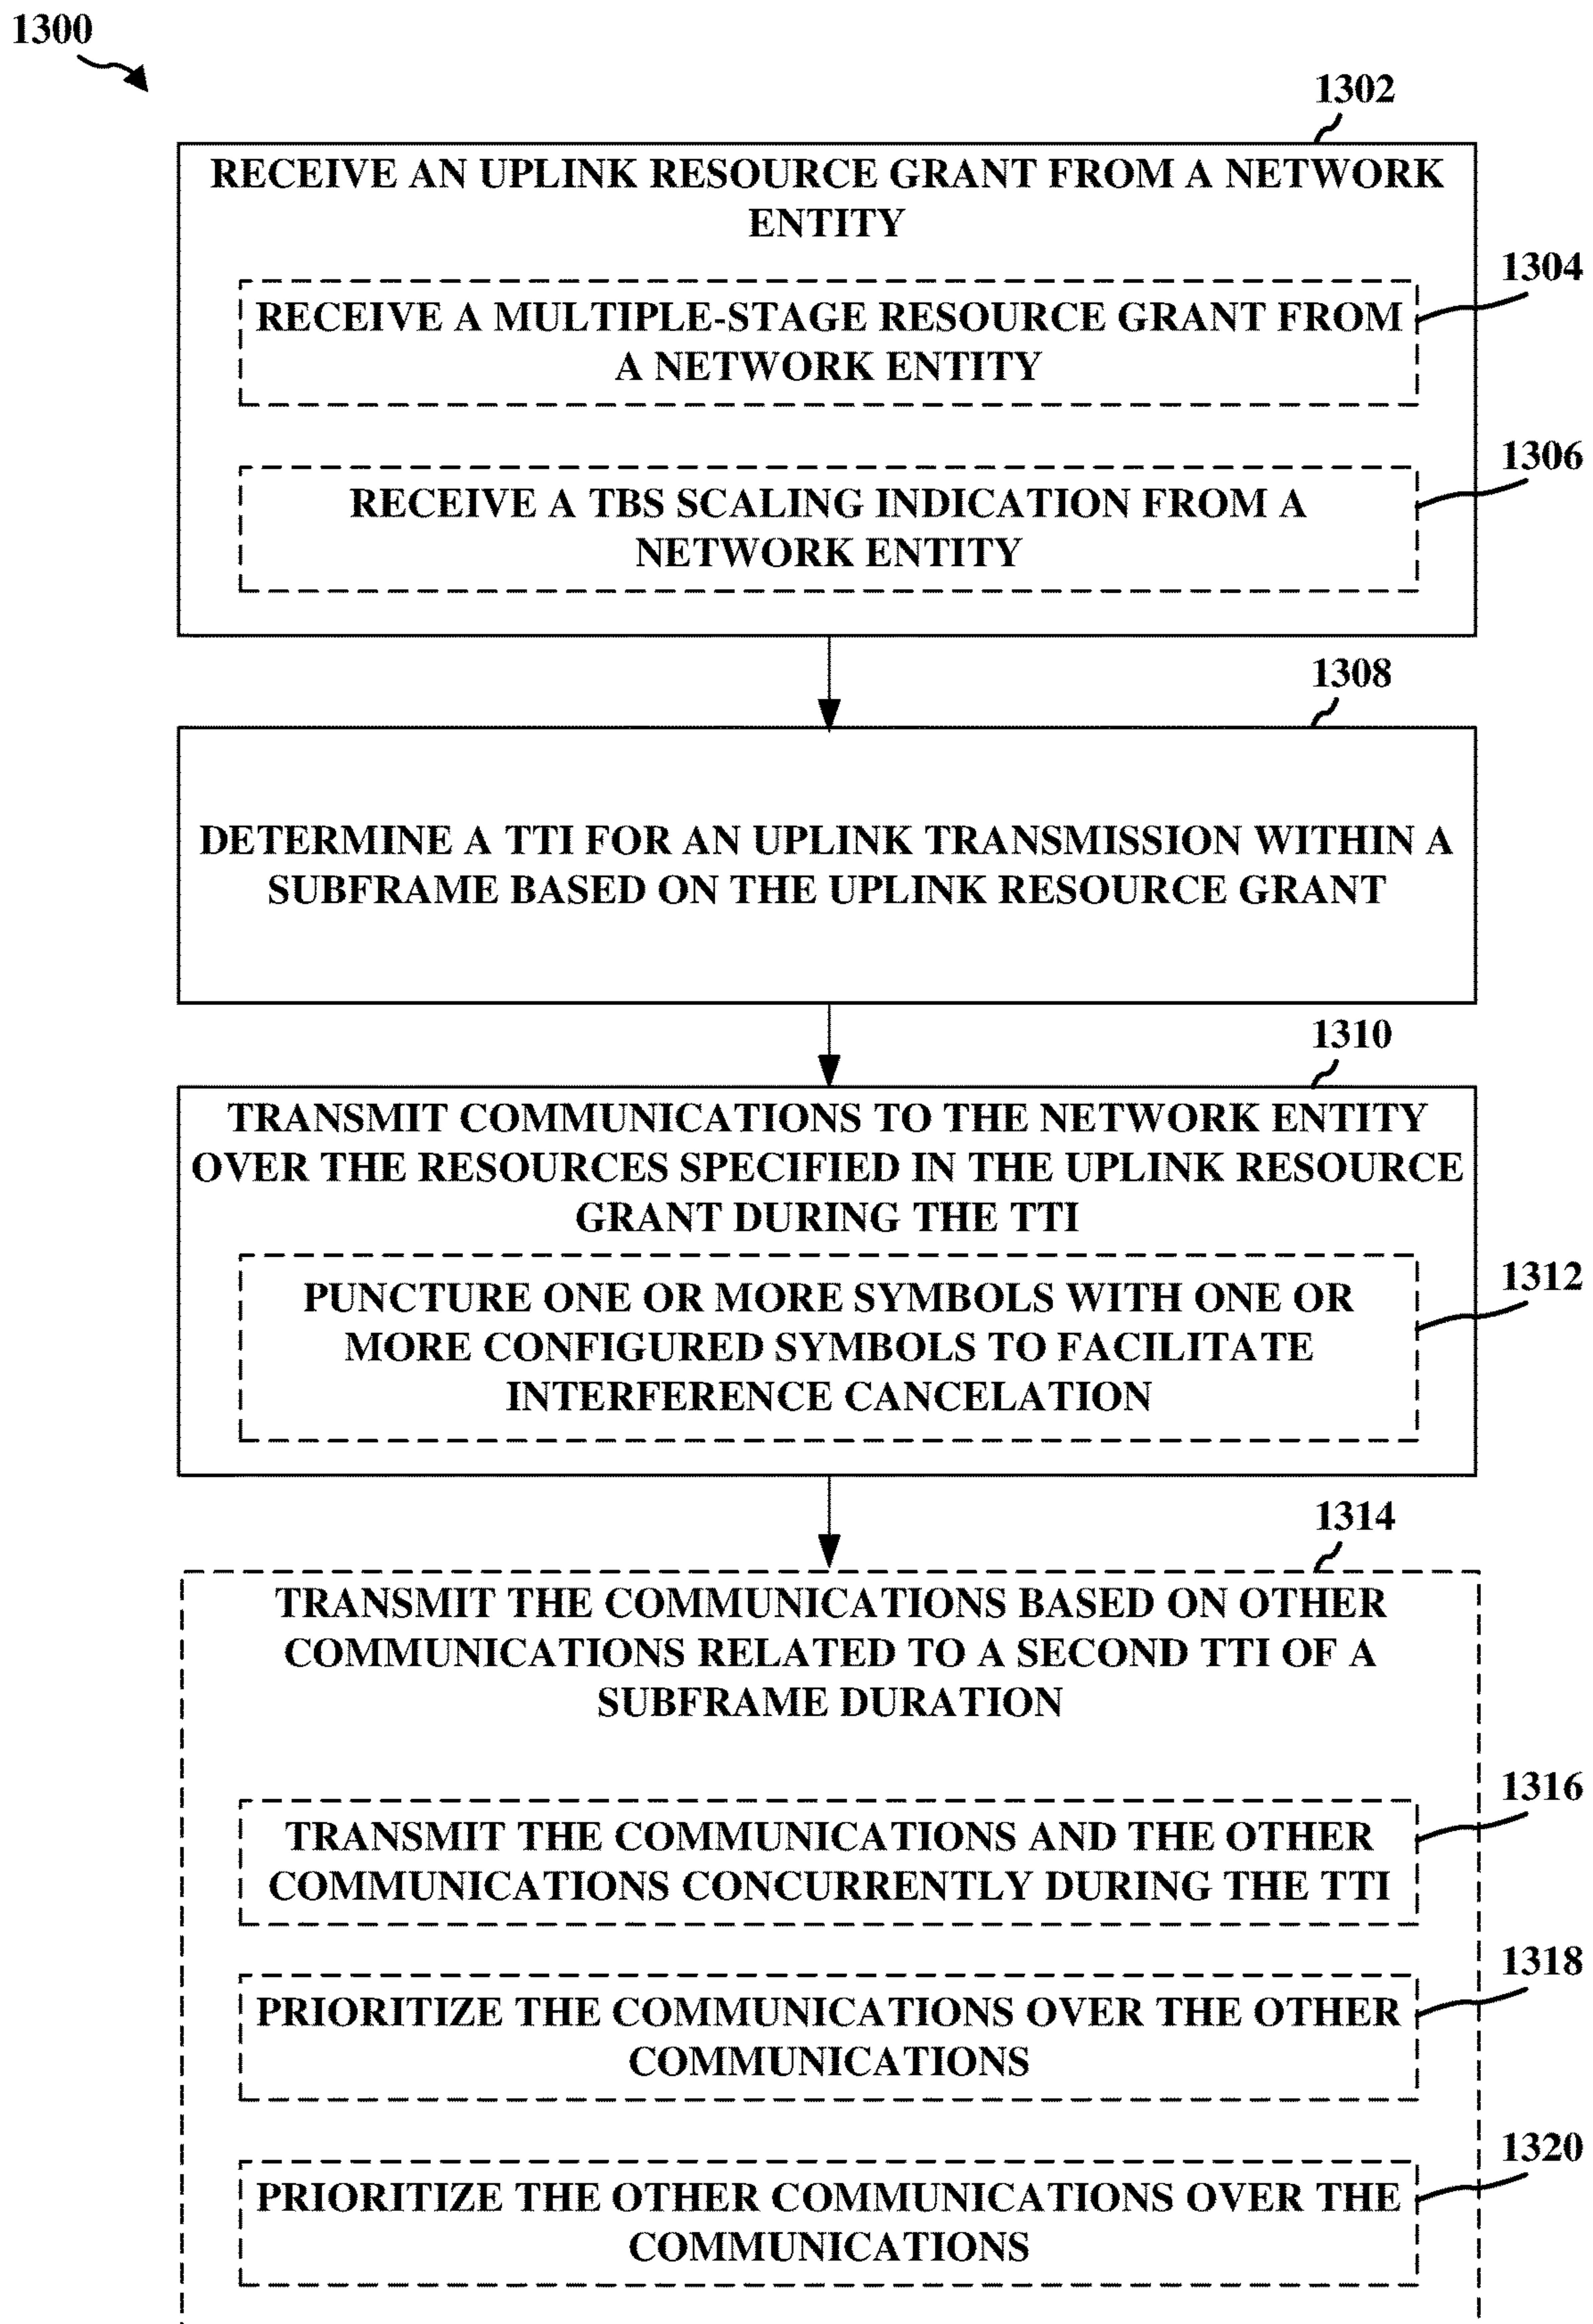 1300
1302
RECEIVE AN UPLINK RESOURCE GRANT FROM A NETWORK
ENTITY
1304
RECEIVE A MULTIPLE-STAGE RESOURCE GRANT FROM
A NETWORK ENTITY
1306
RECEIVE A TBS SCALING INDICATION FROM A
NETWORK ENTITY
1308
DETERMINE A TTI FOR AN UPLINK TRANSMISSION WITHIN A
SUBFRAME BASED ON THE UPLINK RESOURCE GRANT
1310
TRANSMIT COMMUNICATIONS TO THE NETWORK ENTITY
OVER THE RESOURCES SPECIFIED IN THE UPLINK RESOURCE
GRANT DURING THE TTI
1312
PUNCTURE ONE OR MORE SYMBOLS WITH ONE OR
MORE CONFIGURED SYMBOLS TO FACILITATE
INTERFERENCE CANCELATION
1314
TRANSMIT THE COMMUNICATIONS BASED ON OTHER
COMMUNICATIONS RELATED TO A SECOND TTI OF A
SUBFRAME DURATION
1316
TRANSMIT THE COMMUNICATIONS AND THE OTHER
COMMUNICATIONS CONCURRENTLY DURING THE TTI
1318
PRIORITIZE THE COMMUNICATIONS OVER THE OTHER
COMMUNICATIONS
1320
PRIORITIZE THE OTHER COMMUNICATIONS OVER THE
COMMUNICATIONS